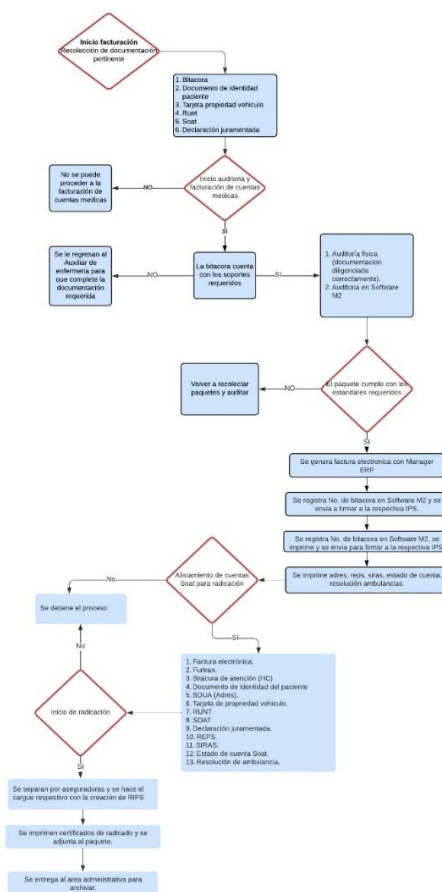 Inicio facturación
Recolección de documentación
pertinente
1. Bitacora
2. Documento de identidad
paciente
3. Tarjeta propiedad vehiculo
4. Runt
5. Soat
6. Declaración juramentada
Inicio auditoria y
facturación de cuentas
medicas
NO
No se puede
proceder a la
facturación de
cuentas medicas
SI
La bitacora cuenta
con los soportes
requeridos
NO
Se le regresan al
Auxiliar de
enfermeria para
que complete la
documentación
requerida
SI
1. Auditoría fisica
(documentacion
diligenciada
correctamente).
2. Auditoria en Software
M2
El paquete cumple con los
estandares requeridos
NO
Volver a recolectar
paquetes y auditar
SI
Se genera factura electronica con Manager
ERP
Se registra No. de bitacora en Software M2 y se
envia a firmar a la respectiva IPS.
Se registra No. de bitacora en Software M2, se
imprime y se envia para firmar a la respectiva IPS
Se imprime adres, reps, siras, estado de cuenta,
resolución ambulancias.
Alistamiento de cuentas
Soat para radicación
No
Se detiene el proceso
SI
1. Factura electrónica.
2. Furtran.
3. Bitácora de atención (HC)
4. Documento de identidad del paciente
5. BDUA (Adres).
6. Tarjeta de propiedad vehículo.
7. RUNT
8. SOAT
9. Declaración juramentada.
10. REPS.
11. SIRAS.
12. Estado de cuenta Soat.
13. Resolución de ambulancia.
Inicio de radicación
No
Sí
Se separan por aseguradoras y se hace el
cargue respectivo con la creación de RIPS
Se imprimen certificados de radicado y se
adjunta al paquete.
Se entrega al area administrativa para
archivar.